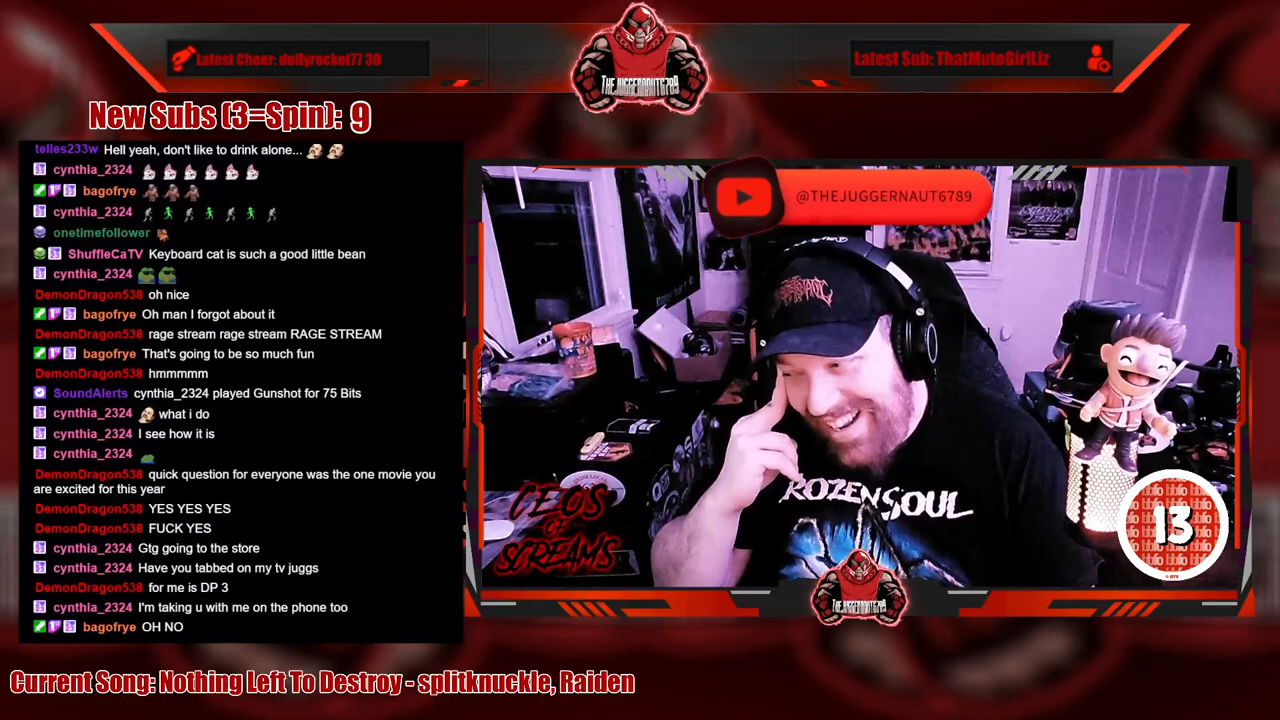 Latest Cheer: dollyrocket77 30
THEJUGGERNAUT6789
Latest Sub: ThatMuteGirlLiz
New Subs (3=Spin): 9
telles233w Hell yeah, don't like to drink alone...
cynthia_2324
bagofrye
cynthia_2324
onetimefollower
ShuffleCaTV Keyboard cat is such a good little bean
cynthia_2324
DemonDragon538 oh nice
bagofrye Oh man I forgot about it
DemonDragon538 rage stream rage stream RAGE STREAM
bagofrye That's going to be so much fun
DemonDragon538 hmmmmm
SoundAlerts cynthia_2324 played Gunshot for 75 Bits
cynthia_2324 what i do
cynthia_2324 I see how it is
cynthia_2324
DemonDragon538 quick question for everyone was the one movie you
are excited for this year
DemonDragon538 YES YES YES
DemonDragon538 FUCK YES
cynthia_2324 Gtg going to the store
cynthia_2324 Have you tabbed on my tv juggs
DemonDragon538 for me is DP 3
cynthia_2324 I'm taking u with me on the phone too
bagofrye OH NO
@THEJUGGERNAUT6789
FROZEN SOUL
CEOS
OF
SCREAMS
13
THEJUGGERNAUT6789
Current Song: Nothing Left To Destroy - splitknuckle, Raiden